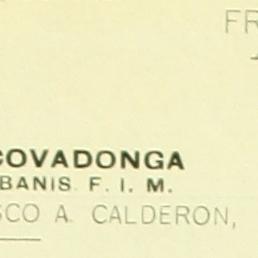 FR
COVADONGA
BANIS. F. I. M.
SCO A. CALDERON,